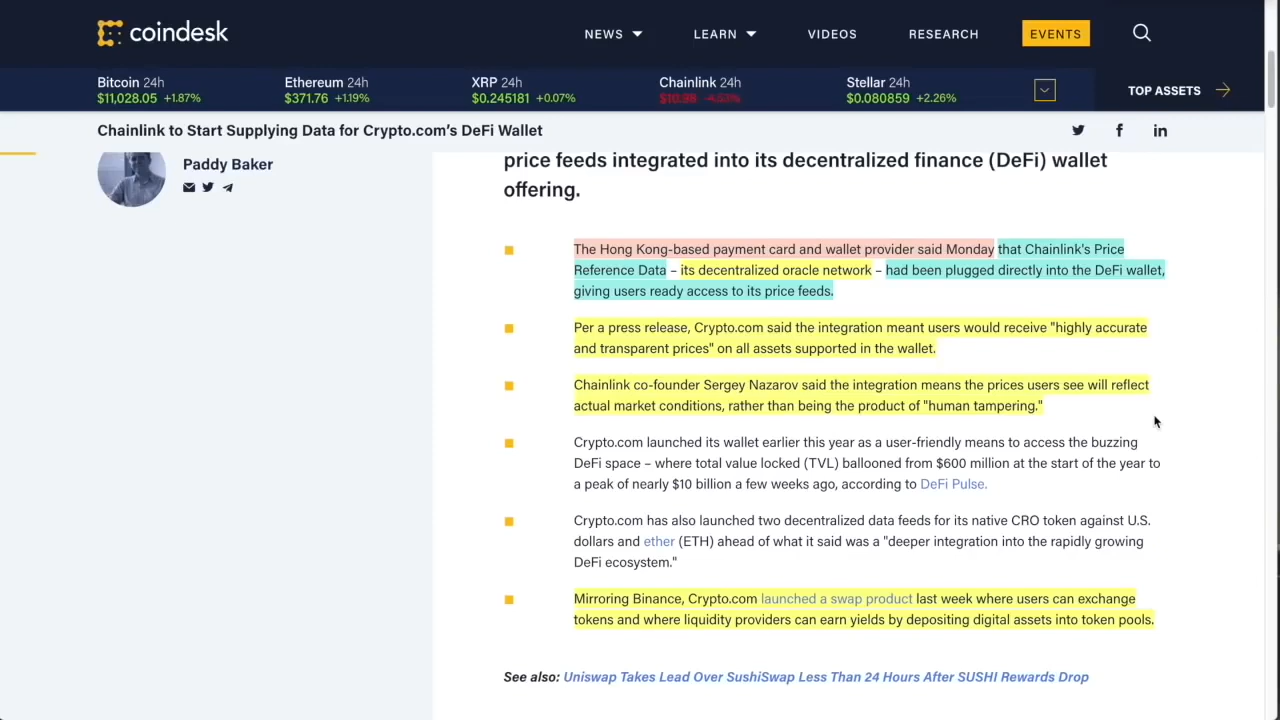 coindesk
NEWS
LEARN
VIDEOS
RESEARCH
EVENTS
Bitcoin 24h
$11,028.05 +1.87%
Ethereum 24h
$371.76 +1.19%
XRP 24h
$0.245181 +0.07%
Chainlink 24h
$10.98 -4.53%
Stellar 24h
$0.080859 +2.26%
TOP ASSETS
Chainlink to Start Supplying Data for Crypto.com’s DeFi Wallet
Paddy Baker
price feeds integrated into its decentralized finance (DeFi) wallet
offering.
The Hong Kong-based payment card and wallet provider said Monday that Chainlink's Price
Reference Data – its decentralized oracle network – had been plugged directly into the DeFi wallet,
giving users ready access to its price feeds.
Per a press release, Crypto.com said the integration meant users would receive "highly accurate
and transparent prices" on all assets supported in the wallet.
Chainlink co-founder Sergey Nazarov said the integration means the prices users see will reflect
actual market conditions, rather than being the product of "human tampering."
Crypto.com launched its wallet earlier this year as a user-friendly means to access the buzzing
DeFi space – where total value locked (TVL) ballooned from $600 million at the start of the year to
a peak of nearly $10 billion a few weeks ago, according to DeFi Pulse.
Crypto.com has also launched two decentralized data feeds for its native CRO token against U.S.
dollars and ether (ETH) ahead of what it said was a "deeper integration into the rapidly growing
DeFi ecosystem."
Mirroring Binance, Crypto.com launched a swap product last week where users can exchange
tokens and where liquidity providers can earn yields by depositing digital assets into token pools.
See also: Uniswap Takes Lead Over SushiSwap Less Than 24 Hours After SUSHI Rewards Drop